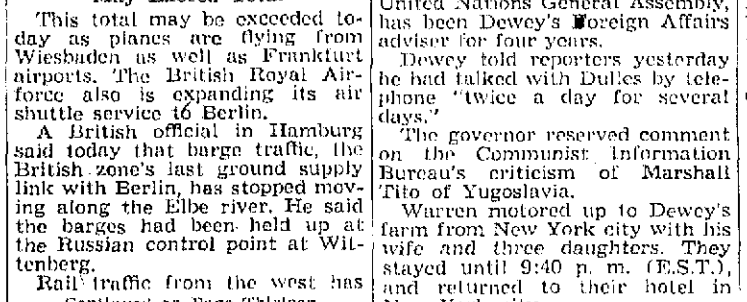 This total may be exceeded to-
day as planes are flying from
Wiesbaden as well as Frankfurt
airports. The British Royal Air-
force also is expanding its air
shuttle service to Berlin.
A British official in Hamburg
said today that barge traffic, the
British zone's last ground supply
link with Berlin, has stopped mov-
ing along the Elbe river. He said
the barges had been held up at
the Russian control point at Wit-
tenberg.
Rail traffic from the west has
United Nations General Assembly,
has been Dewey's Foreign Affairs
adviser for four years.
Dewey told reporters yesterday
he had talked with Dulles by tele-
phone "twice a day for several
days."
The governor reserved comment
on the Communist Information
Bureau's criticism of Marshall
Tito of Yugoslavia.
Warren motored up to Dewey's
farm from New York city with his
wife and three daughters. They
stayed until 9:40 p. m. (E.S.T.),
and returned to their hotel in